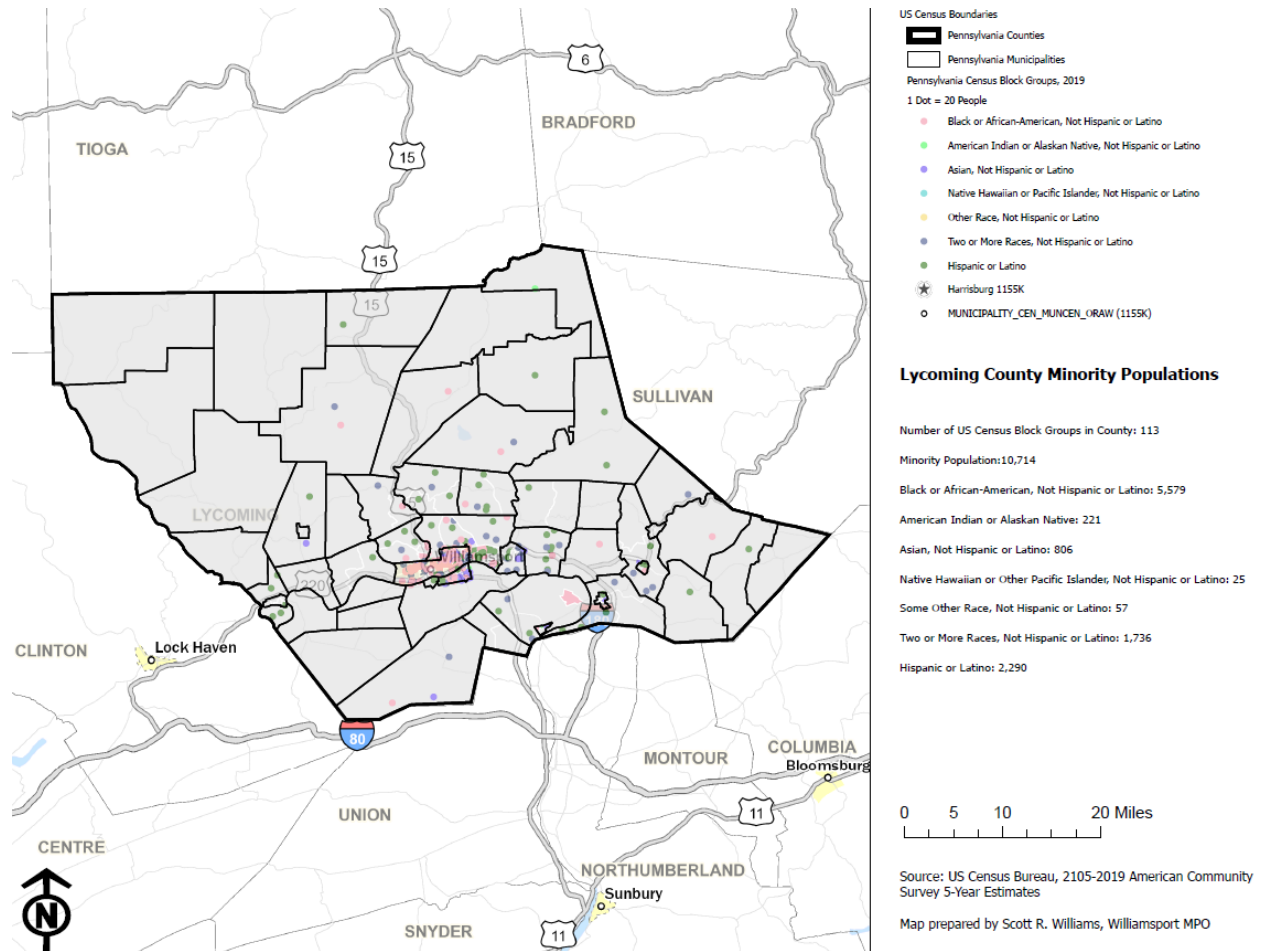 US Census Boundaries
Pennsylvania Counties
Pennsylvania Municipalities
Pennsylvania Census Block Groups, 2019
1 Dot = 20 People
Black or African-American, Not Hispanic or Latino
American Indian or Alaskan Native, Not Hispanic or Latino
Asian, Not Hispanic or Latino
Native Hawaiian or Pacific Islander, Not Hispanic or Latino
Other Race, Not Hispanic or Latino
Two or More Races, Not Hispanic or Latino
Hispanic or Latino
Harrisburg 1155K
MUNICIPALITY_CEN_MUNCEN_ORAW (1155K)
Lycoming County Minority Populations
Number of US Census Block Groups in County: 113
Minority Population:10,714
Black or African-American, Not Hispanic or Latino: 5,579
American Indian or Alaskan Native: 221
Asian, Not Hispanic or Latino: 806
Native Hawaiian or Other Pacific Islander, Not Hispanic or Latino: 25
Some Other Race, Not Hispanic or Latino: 57
Two or More Races, Not Hispanic or Latino: 1,736
Hispanic or Latino: 2,290
0 5 10 20 Miles
Source: US Census Bureau, 2105-2019 American Community
Survey 5-Year Estimates
Map prepared by Scott R. Williams, Williamsport MPO
6
BRADFORD
TIOGA
15
15
15
SULLIVAN
LYCOMING
Williamsport
220
CLINTON
Lock Haven
80
COLUMBIA
MONTOUR
Bloomsburg
UNION
11
CENTRE
NORTHUMBERLAND
Sunbury
N
SNYDER
11